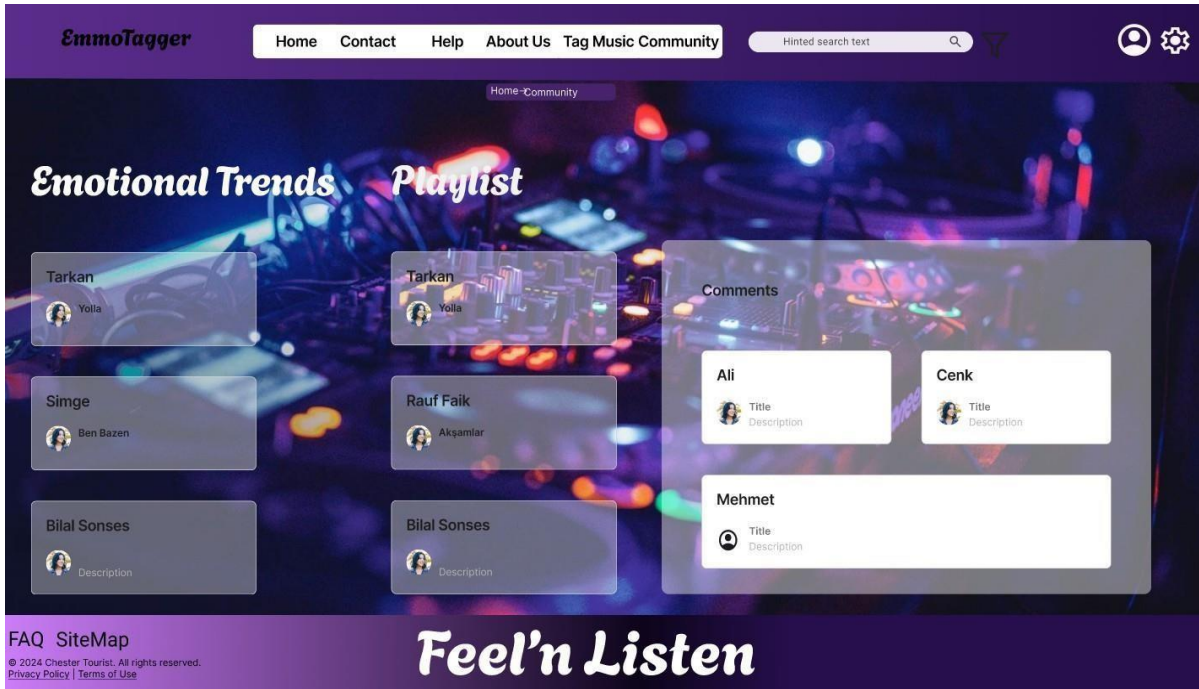 EmmoTagger
Home Contact Help About Us Tag Music Community
Hinted search text
Home→Community
Emotional Trends
Playlist
Tarkan
Yolla
Simge
Ben Bazen
Bilal Sonses
Description
Tarkan
Yolla
Rauf Faik
Akşamlar
Bilal Sonses
Description
Comments
Ali
Title
Description
Cenk
Title
Description
Mehmet
Title
Description
FAQ SiteMap
© 2024 Chester Tourist. All rights reserved.
Privacy Policy | Terms of Use
Feel'n Listen